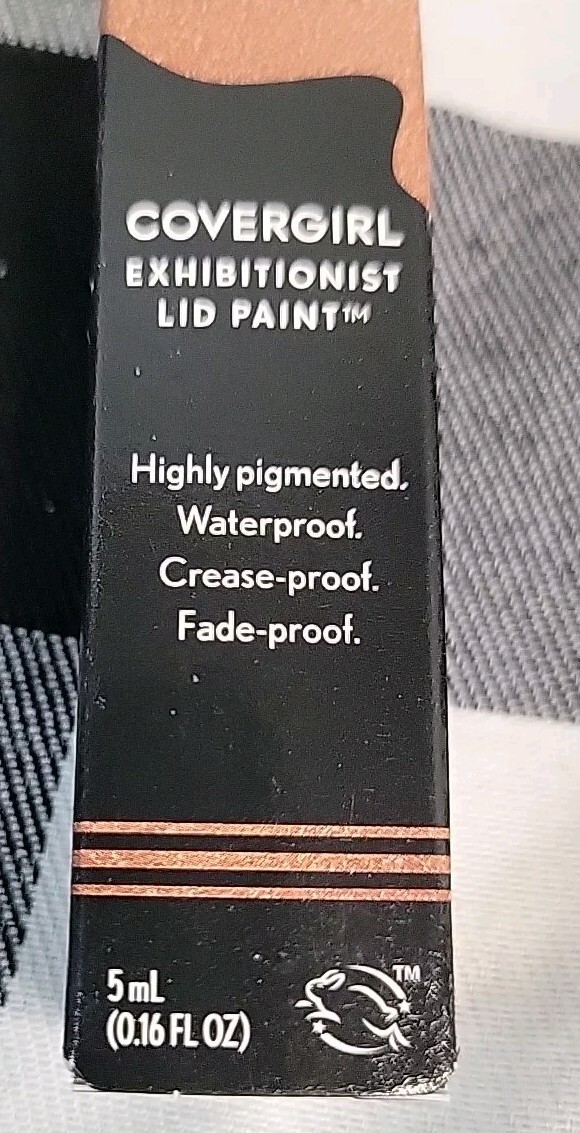 COVERGIRL
EXHIBITIONIST
LID PAINT™
Highly pigmented.
Waterproof.
Crease-proof.
Fade-proof.
5 mL
(0.16 FL OZ)
TM